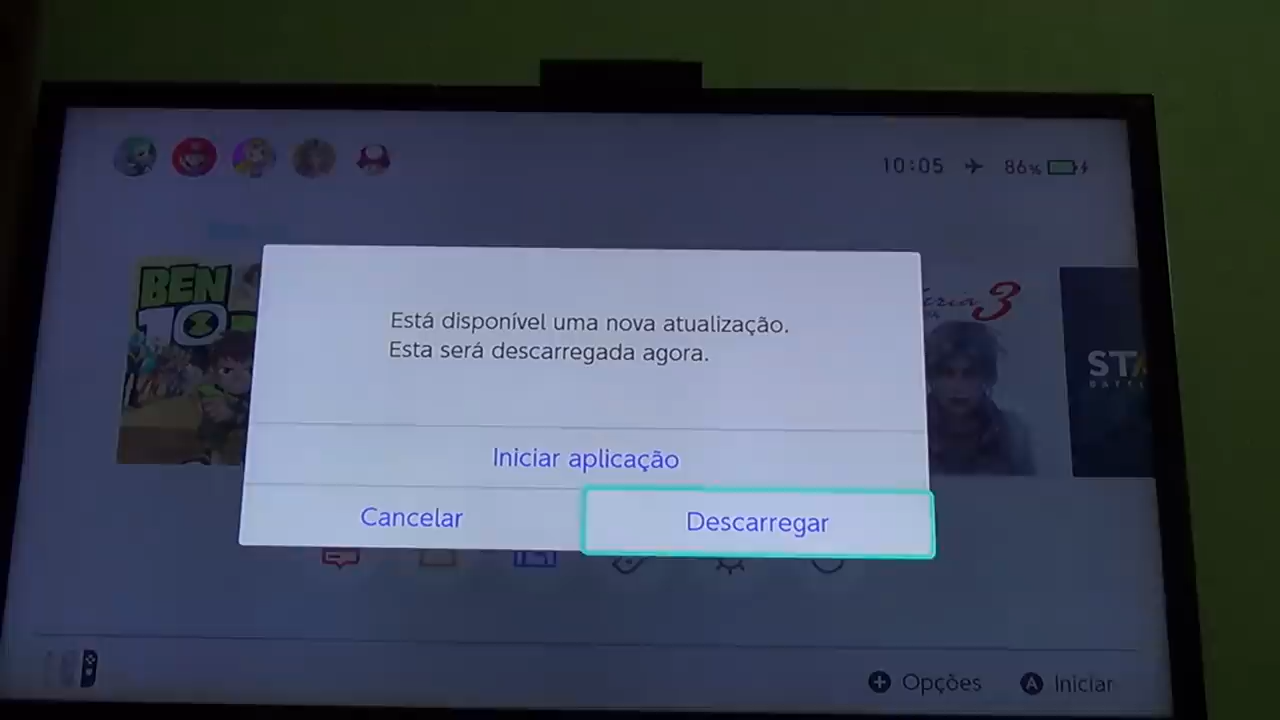 10:05
86%
BEN
10
3
STA
Está disponível uma nova atualização.
Esta será descarregada agora.
Iniciar aplicação
Cancelar
Descarregar
Opções
A Iniciar